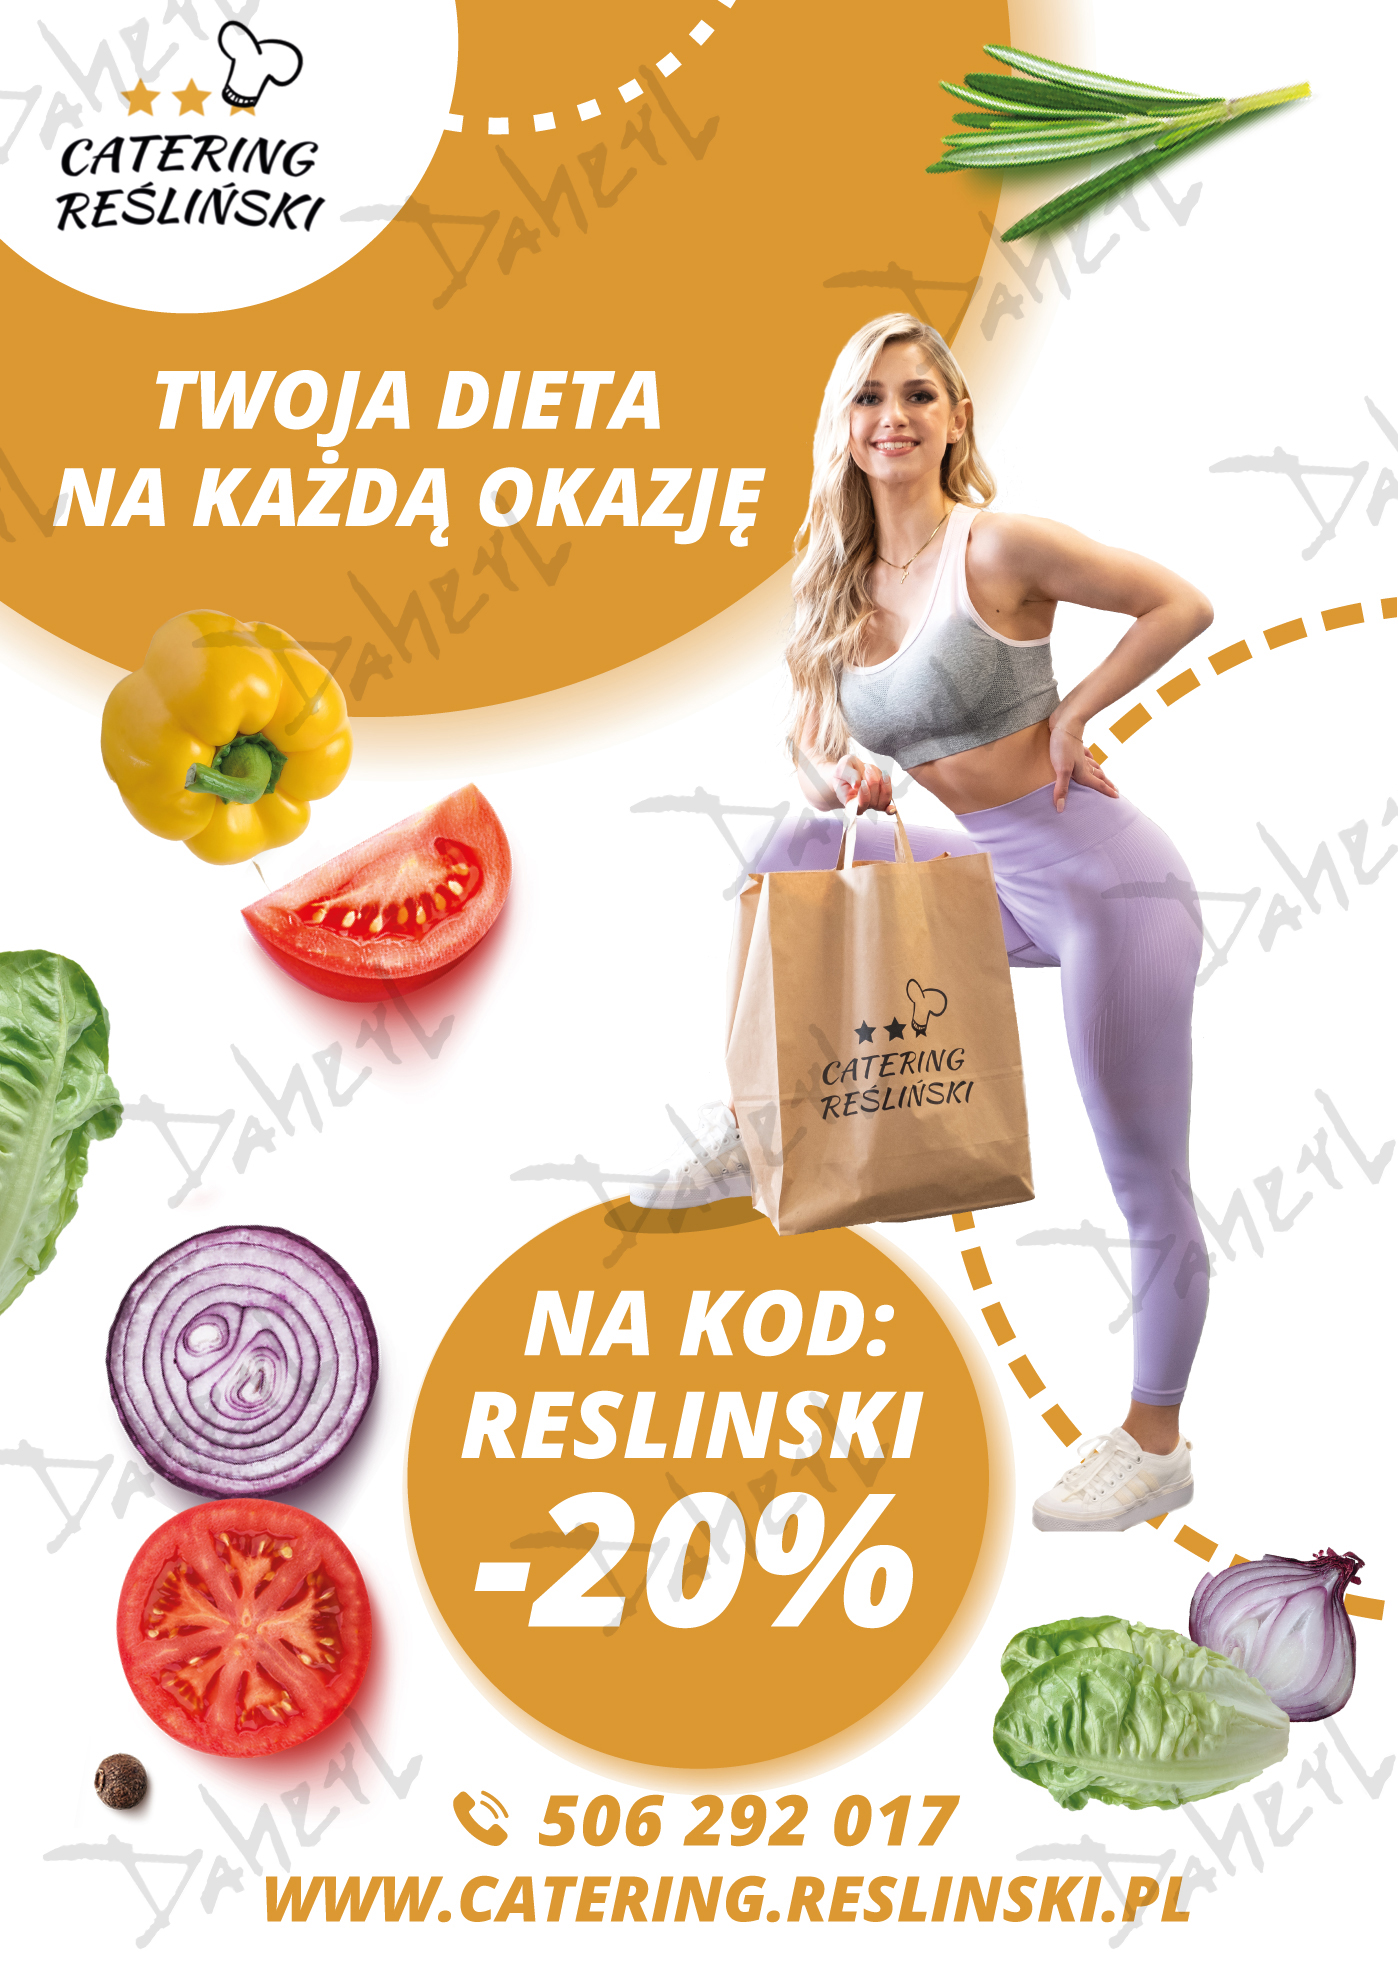 CATERING
REŚLIŃSKI
TWOJA DIETA
NA KAŻDĄ OKAZJĘ
CATERING
REŚLIŃSKI
NA KOD:
RESLINSKI
-20%
506 292 017
WWW.CATERING.RESLINSKI.PL